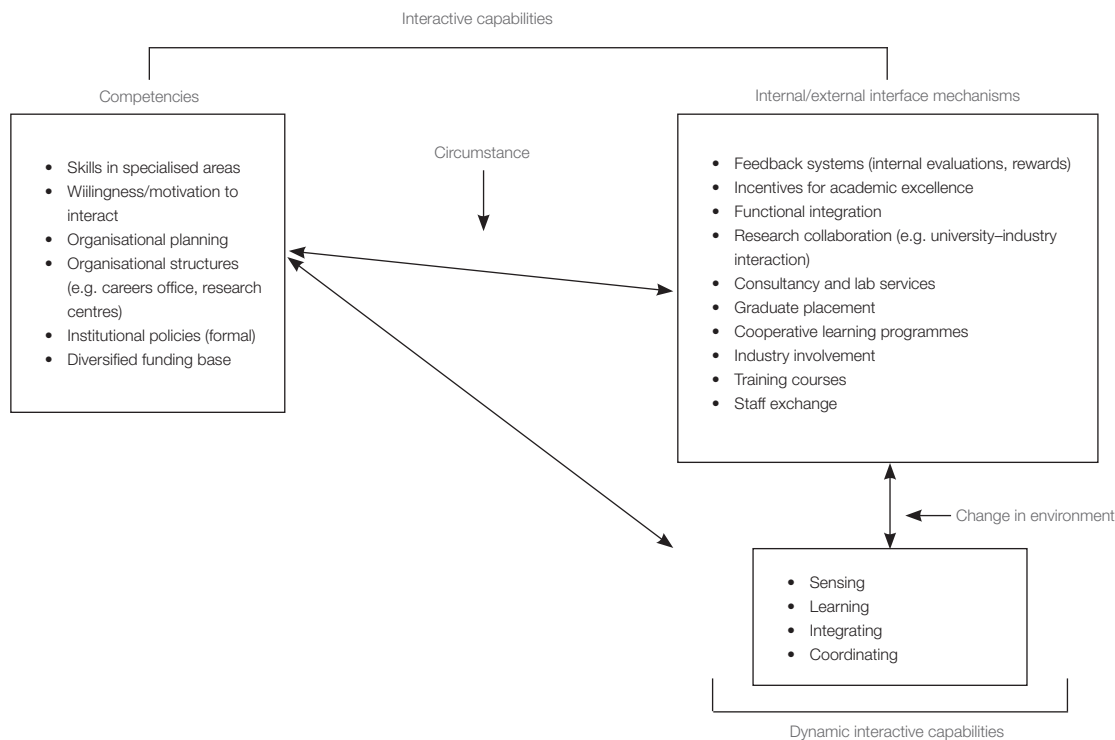 Interactive capabilities
Competencies
• Skills in specialised areas
• Wiilingness/motivation to
interact
• Organisational planning
• Organisational structures
(e.g. careers office, research
centres)
• Institutional policies (formal)
• Diversified funding base
Circumstance
Internal/external interface mechanisms
• Feedback systems (internal evaluations, rewards)
• Incentives for academic excellence
• Functional integration
• Research collaboration (e.g. university–industry
interaction)
• Consultancy and lab services
• Graduate placement
• Cooperative learning programmes
• Industry involvement
• Training courses
• Staff exchange
Change in environment
• Sensing
• Learning
• Integrating
• Coordinating
Dynamic interactive capabilities